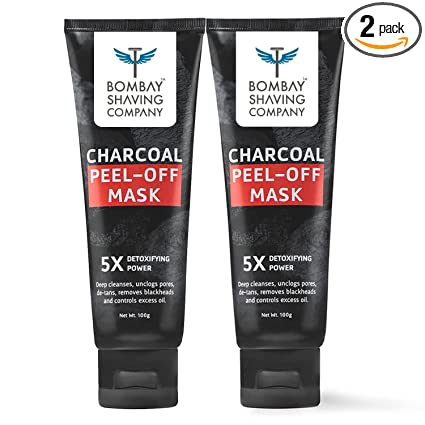 2 pack
BOMBAY™
SHAVING
COMPANY
CHARCOAL
PEEL-OFF
MASK
5X DETOXIFYING
POWER
Deep cleanses, unclogs pores,
de-tans, removes blackheads
and controls excess oil.
Net Wt. 100g
BOMBAY™
SHAVING
COMPANY
CHARCOAL
PEEL-OFF
MASK
5X DETOXIFYING
POWER
Deep cleanses, unclogs pores,
de-tans, removes blackheads
and controls excess oil.
Net Wt. 100g